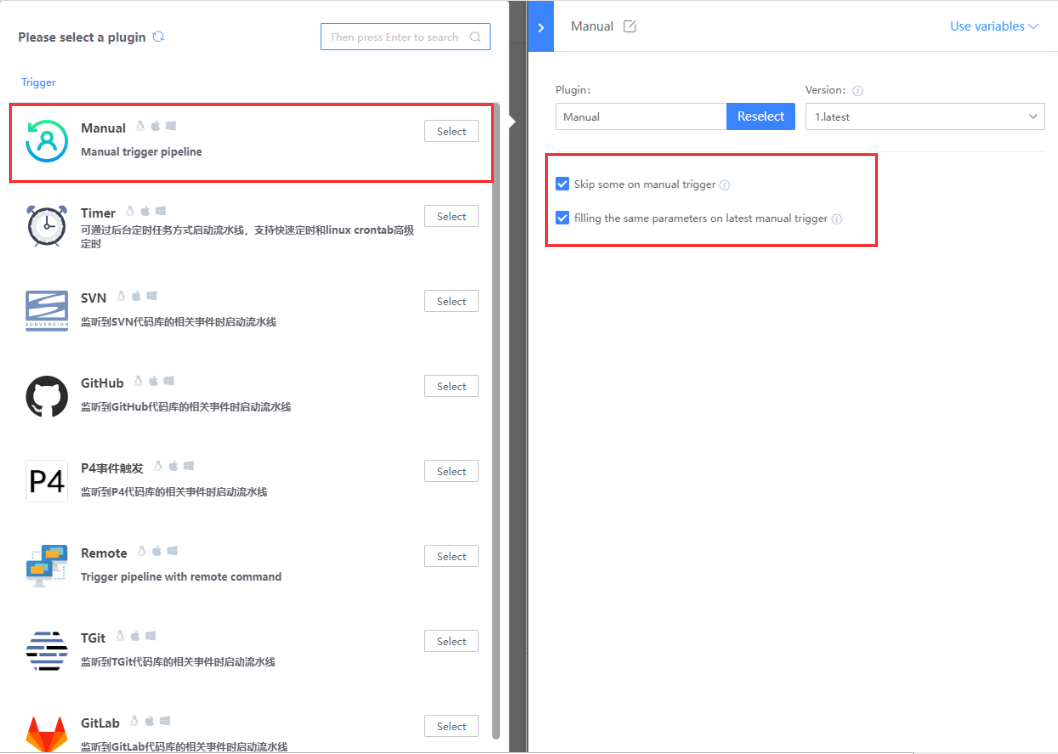 Please select a plugin
Then press Enter to search
Trigger
Manual
Manual trigger pipeline
Select
Timer
可通过后台定时任务方式启动流水线，支持快速定时和linux crontab高级
定时
Select
SVN
SUBVERSION
监听到SVN代码库的相关事件时启动流水线
Select
GitHub
监听到GitHub代码库的相关事件时启动流水线
Select
P4
P4事件触发
监听到P4代码库的相关事件时启动流水线
Select
Remote
Trigger pipeline with remote command
Select
TGit
监听到TGit代码库的相关事件时启动流水线
Select
GitLab
监听到GitLab代码库的相关事件时启动流水线
Select
Manual
Use variables
Plugin:
Version:
Manual
Reselect
1.latest
Skip some on manual trigger
filling the same parameters on latest manual trigger